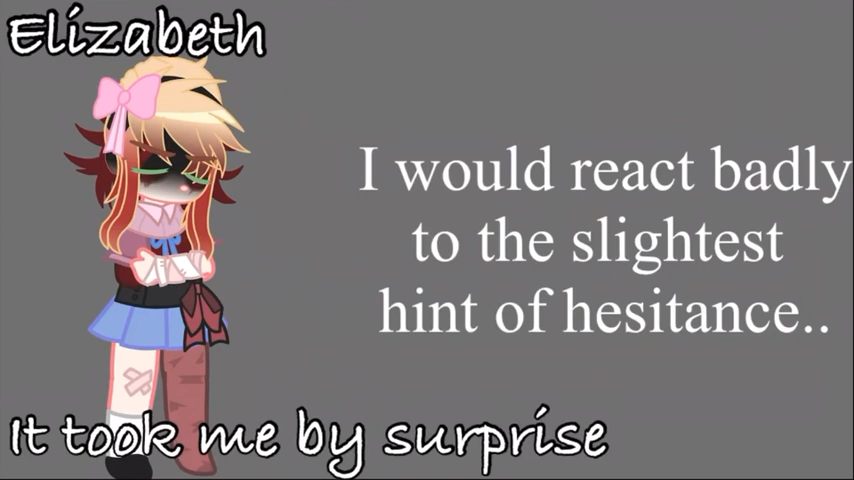 Elizabeth
I would react badly
to the slightest
hint of hesitance..
It took me by surprise